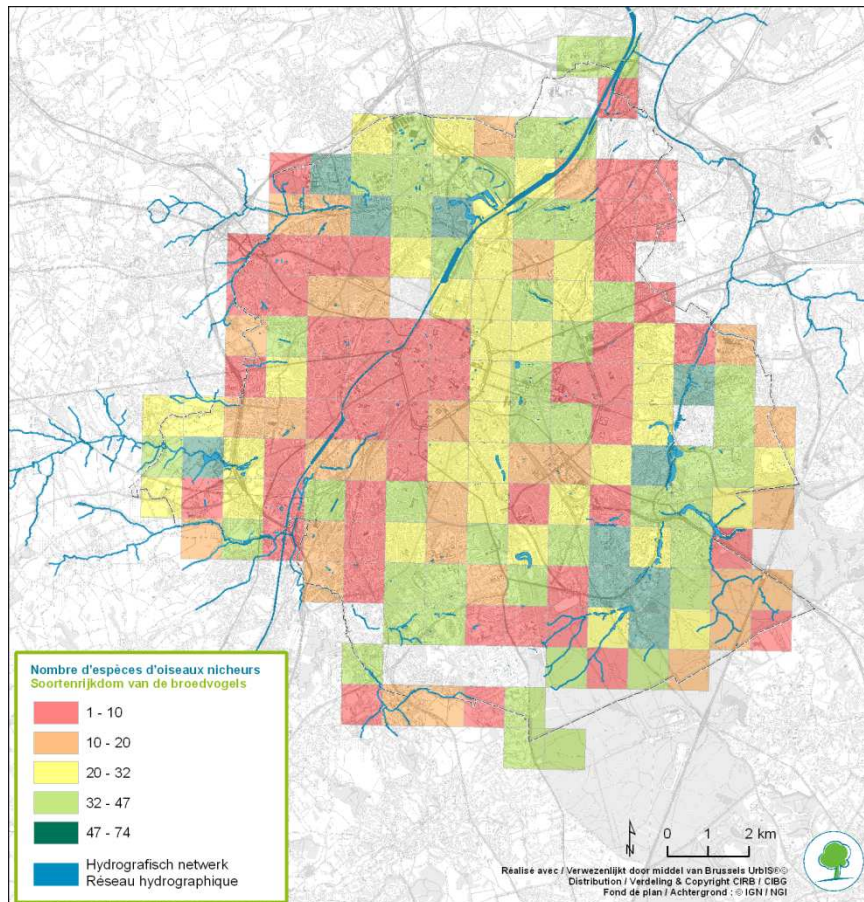 Nombre d'espèces d'oiseaux nicheurs
Soortenrijkdom van de broedvogels
1 - 10
10 - 20
20 - 32
32 - 47
47 - 74
Hydrografisch netwerk
Réseau hydrographique
N
0 1 2 km
Réalisé avec / Verwezenlijkt door middel van Brussels UrbIS®©
Distribution / Verdeling & Copyright CIRB / CIBG
Fond de plan / Achtergrond : © IGN / NGI